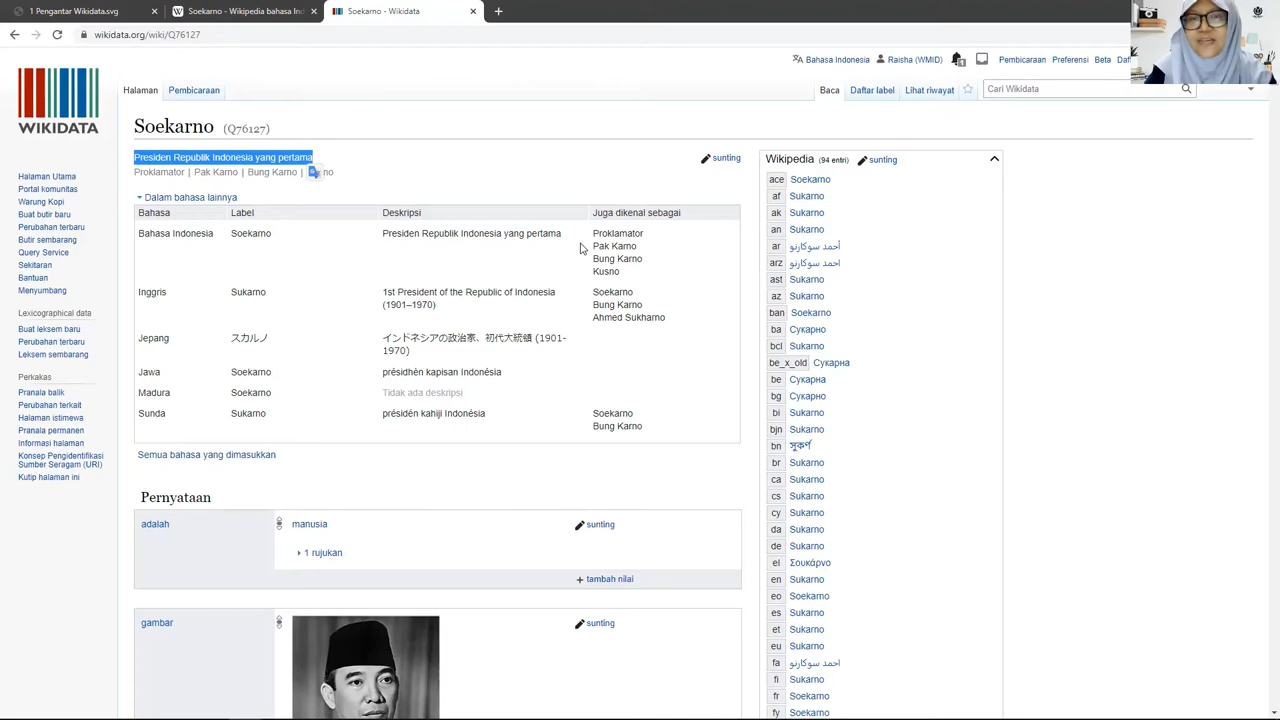 1 Pengantar Wikidata.svg
Soekarno - Wikipedia bahasa Ind
Soekarno - Wikidata
wikidata.org/wiki/Q76127
Bahasa Indonesia
Raisha (WMID)
1
Pembicaraan
Preferensi
Beta
Daf
WIKIDATA
Halaman
Pembicaraan
Baca
Daftar label
Lihat riwayat
Cari Wikidata
Halaman Utama
Portal komunitas
Warung Kopi
Buat butir baru
Perubahan terbaru
Butir sembarang
Query Service
Sekitaran
Bantuan
Menyumbang
Lexicographical data
Buat leksem baru
Perubahan terbaru
Leksem sembarang
Perkakas
Pranala balik
Perubahan terkait
Halaman istimewa
Pranala permanen
Informasi halaman
Konsep Pengidentifikasi
Sumber Seragam (URI)
Kutip halaman ini
Soekarno (Q76127)
Presiden Republik Indonesia yang pertama
sunting
Proklamator | Pak Karno | Bung Karno | no
Dalam bahasa lainnya
Bahasa Label Deskripsi Juga dikenal sebagai
Bahasa Indonesia Soekarno Presiden Republik Indonesia yang pertama Proklamator
Pak Karno
Bung Karno
Kusno
Inggris Sukarno 1st President of the Republic of Indonesia Soekarno
(1901–1970) Bung Karno
Ahmed Sukharno
Jepang スカルノ インドネシアの政治家、初代大統領 (1901-
1970)
Jawa Soekarno présidhèn kapisan Indonésia
Madura Soekarno Tidak ada deskripsi
Sunda Sukarno présidén kahiji Indonésia Soekarno
Bung Karno
Semua bahasa yang dimasukkan
Pernyataan
adalah manusia sunting
1 rujukan
+ tambah nilai
gambar sunting
Wikipedia (94 entri) sunting
ace Soekarno
af Sukarno
ak Sukarno
an Sukarno
ar أحمد سوكارنو
arz احمد سوكارنو
ast Sukarno
az Sukarno
ban Soekarno
ba Сукарно
bcl Sukarno
be_x_old Сукарна
be Сукарна
bg Сукарно
bi Sukarno
bjn Sukarno
bn সুকর্ণ
br Sukarno
ca Sukarno
cs Sukarno
cy Sukarno
da Sukarno
de Sukarno
el Σουκάρνο
en Sukarno
eo Soekarno
es Sukarno
et Sukarno
eu Sukarno
fa احمد سوکارنو
fi Sukarno
fr Soekarno
fy Soekarno